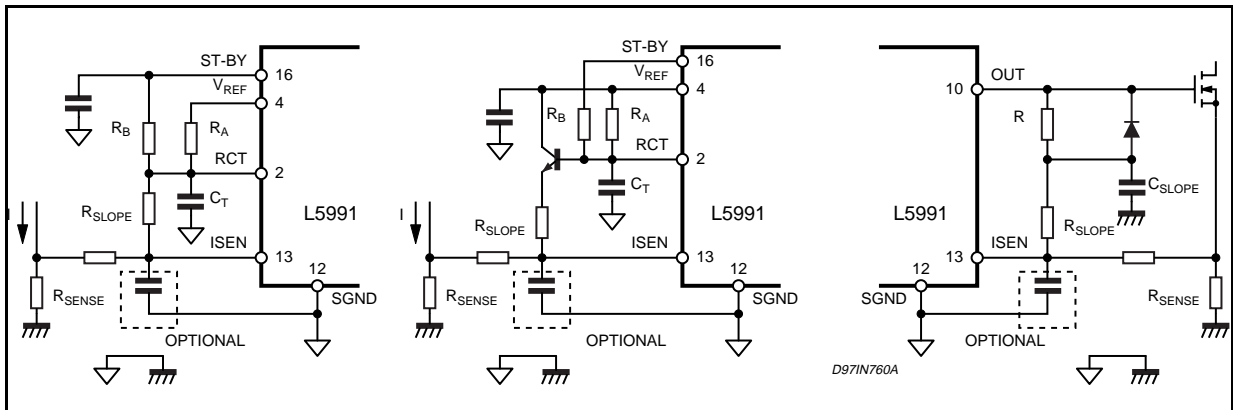 ST-BY
16
VREF
4
RB
RA
RCT
2
CT
RSLOPE
L5991
I
ISEN
13
12
RSENSE
SGND
OPTIONAL
ST-BY
16
VREF
4
RB
RA
RCT
2
CT
I
RSLOPE
L5991
ISEN
13
12
RSENSE
SGND
OPTIONAL
OUT
10
R
CSLOPE
L5991
RSLOPE
ISEN
13
12
SGND
RSENSE
OPTIONAL
D97IN760A